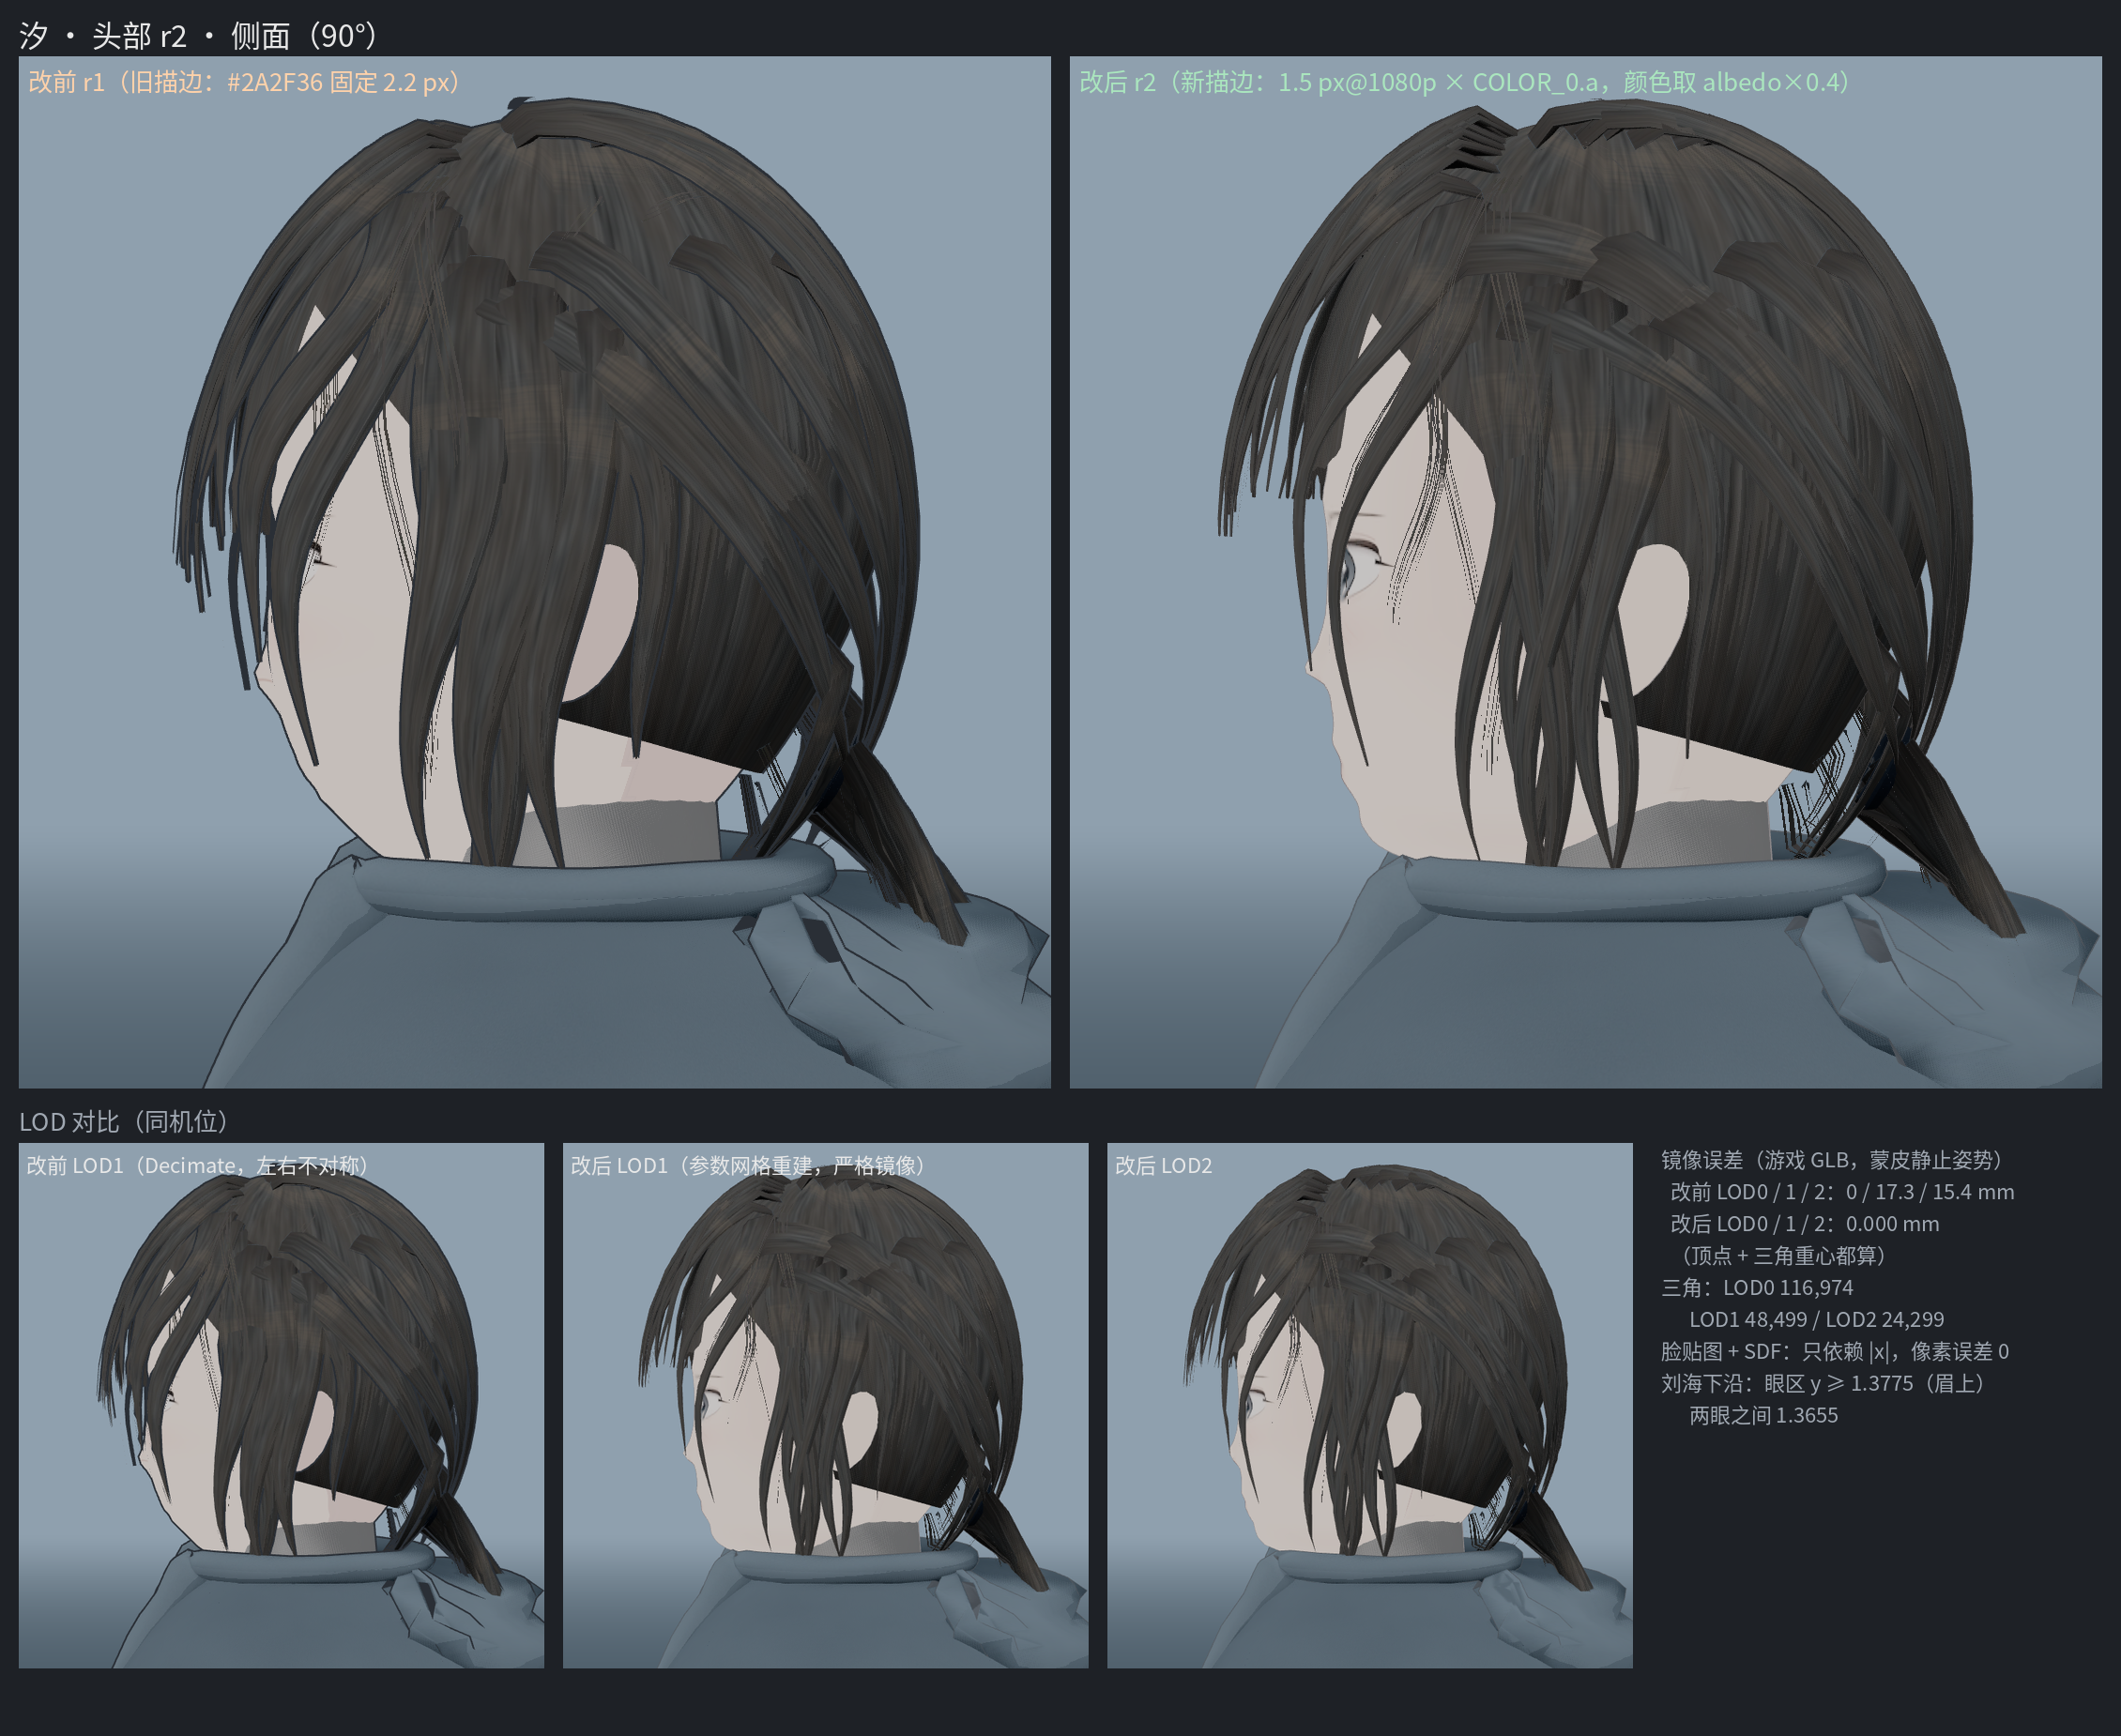 汐 · 头部 r2 · 侧面（90°）
改前 r1（旧描边：#2A2F36 固定 2.2 px）
改后 r2（新描边：1.5 px@1080p × COLOR_0.a，颜色取 albedo×0.4）
LOD 对比（同机位）
改前 LOD1（Decimate，左右不对称）
改后 LOD1（参数网格重建，严格镜像）
改后 LOD2
镜像误差（游戏 GLB，蒙皮静止姿势）
改前 LOD0 / 1 / 2：0 / 17.3 / 15.4 mm
改后 LOD0 / 1 / 2：0.000 mm
（顶点 + 三角重心都算）
三角：LOD0 116,974
LOD1 48,499 / LOD2 24,299
脸贴图 + SDF：只依赖 |x|，像素误差 0
刘海下沿：眼区 y ≥ 1.3775（眉上）
两眼之间 1.3655